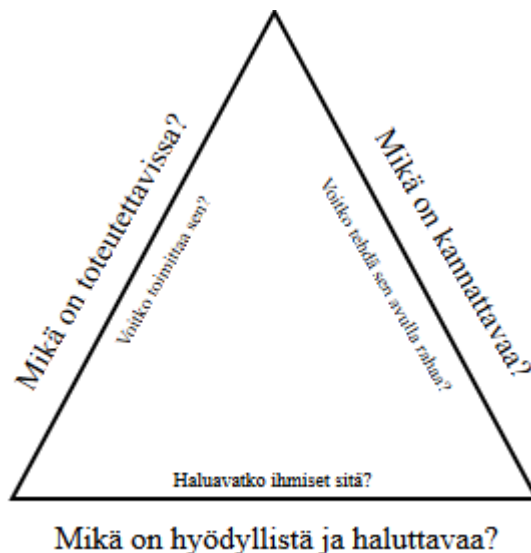 Mikä on toteutettavissa?
Voitko toimittaa sen?
Mikä on kannattavaa?
Voitko tehdä sen avulla rahaa?
Haluavatko ihmiset sitä?
Mikä on hyödyllistä ja haluttavaa?